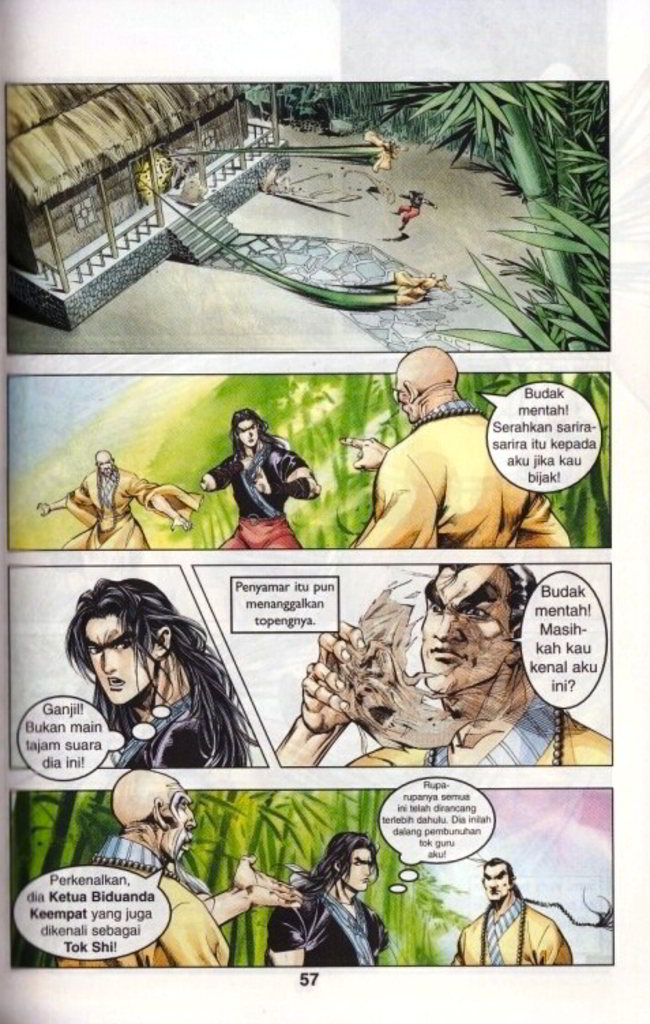 Budak
mentah!
Serahkan sarira-
sarira itu kepada
aku jika kau
bijak!
Ganjil!
Bukan main
tajam suara
dia ini!
Penyamar itu pun
menanggalkan
topengnya.
Budak
mentah!
Masih-
kah kau
kenal aku
ini?
Perkenalkan,
dia Ketua Biduanda
Keempat yang juga
dikenali sebagai
Tok Shi!
Rupa-
rupanya semua
ini telah dirancang
terlebih dahulu. Dia inilah
dalang pembunuhan
tok guru
aku!
57